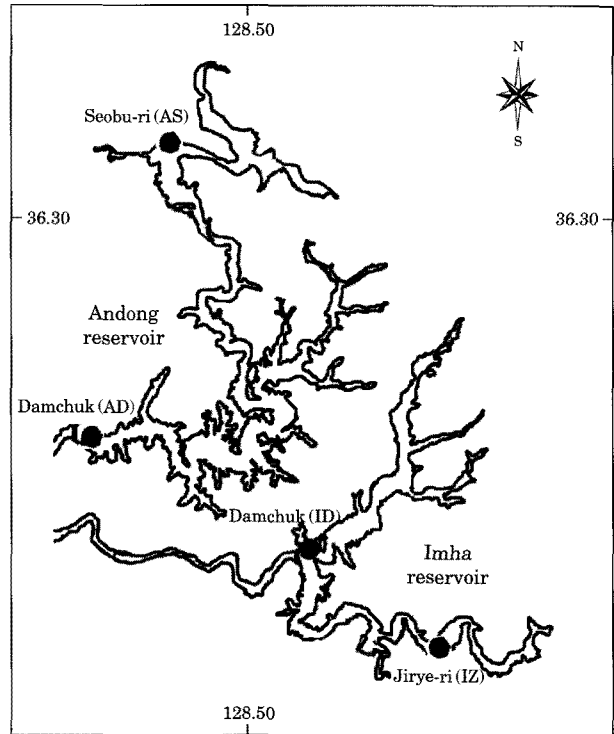 128.50
N
S
Seobu-ri (AS)
36.30
36.30
Andong
reservoir
Damchuk (AD)
Damchuk (ID)
Imha
reservoir
Jirye-ri (IZ)
128.50